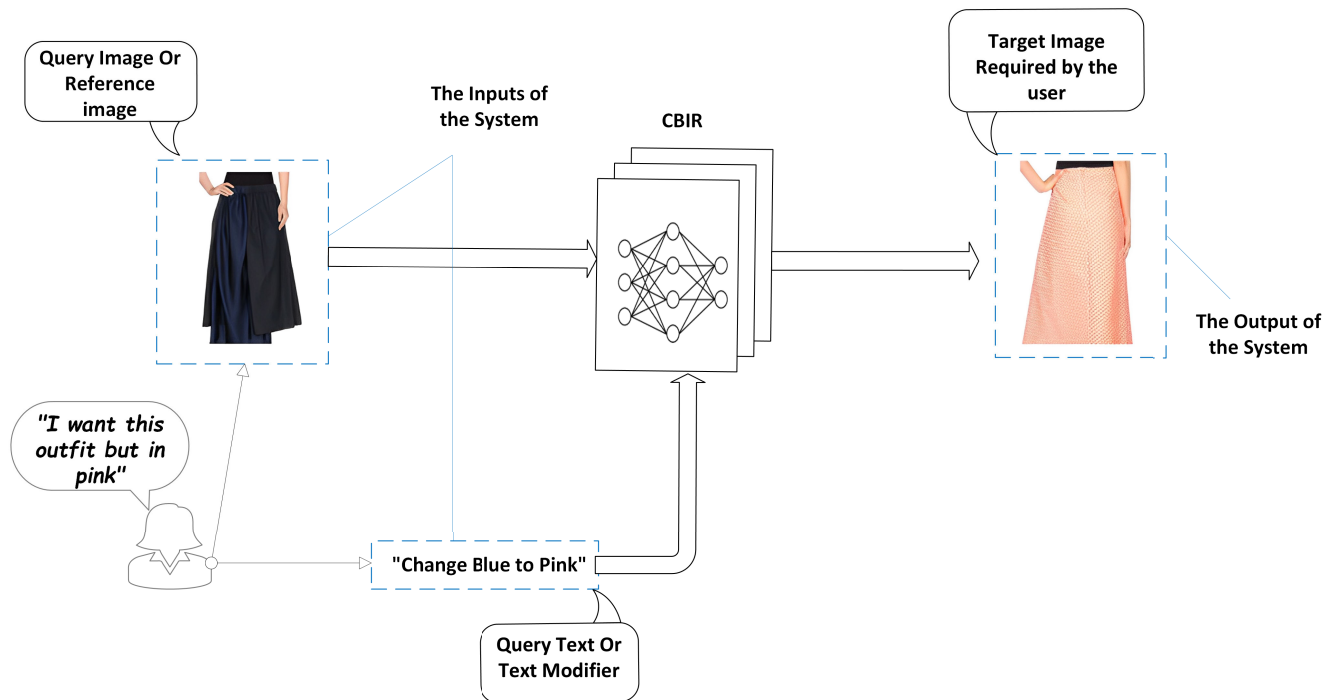 Query Image Or
Reference
image
The Inputs of
the System
CBIR
Target Image
Required by the
user
The Output of
the System
"I want this
outfit but in
pink"
"Change Blue to Pink"
Query Text Or
Text Modifier